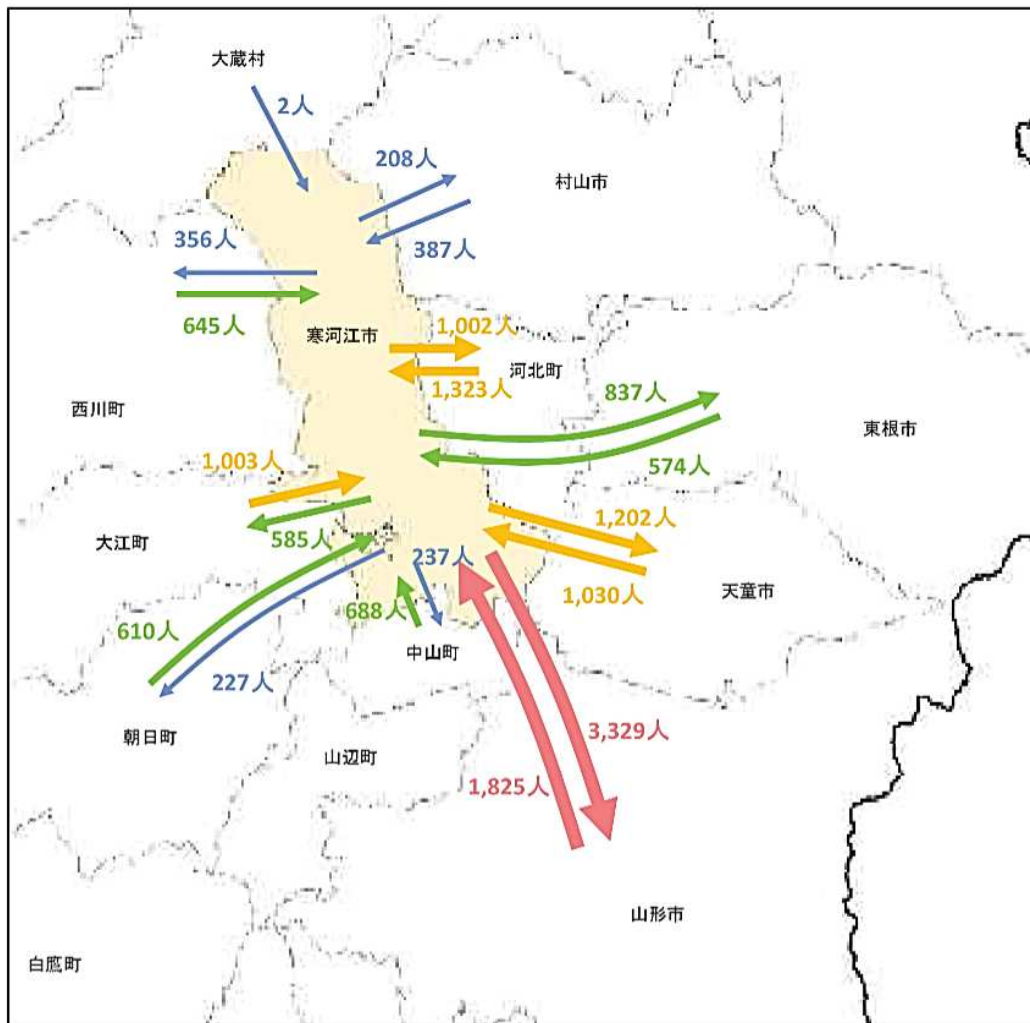 大蔵村
2人
208人
村山市
387人
356人
645人
寒河江市
1,002人
河北町
1,323人
837人
西川町
東根市
574人
1,003人
1,202人
大江町
585人
237人
1,030人
天童市
688人
610人
中山町
227人
朝日町
山辺町
3,329人
1,825人
山形市
白鷹町